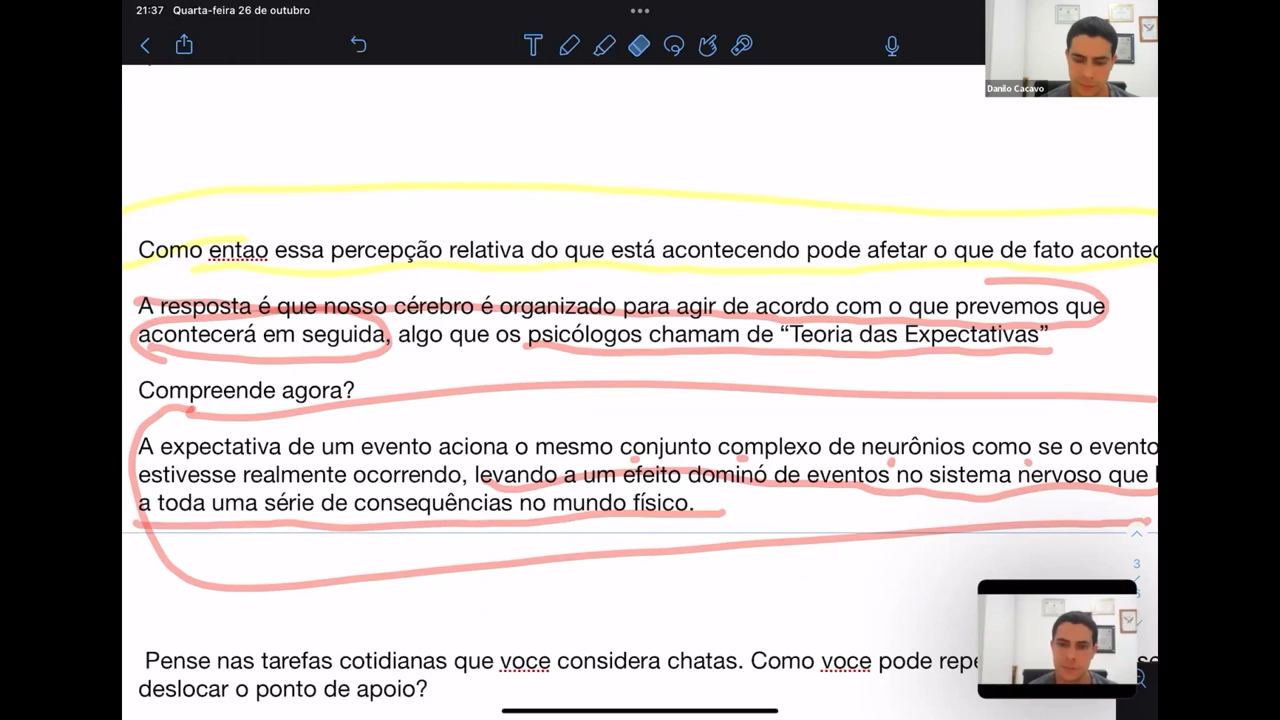 21:37 Quarta-feira 26 de outubro
Danilo Cacavo
Como entao essa percepção relativa do que está acontecendo pode afetar o que de fato acontec
A resposta é que nosso cérebro é organizado para agir de acordo com o que prevemos que
acontecerá em seguida, algo que os psicólogos chamam de “Teoria das Expectativas”
Compreende agora?
A expectativa de um evento aciona o mesmo conjunto complexo de neurônios como se o evento
estivesse realmente ocorrendo, levando a um efeito dominó de eventos no sistema nervoso que
a toda uma série de consequências no mundo físico.
3
Pense nas tarefas cotidianas que voce considera chatas. Como voce pode repe
deslocar o ponto de apoio?